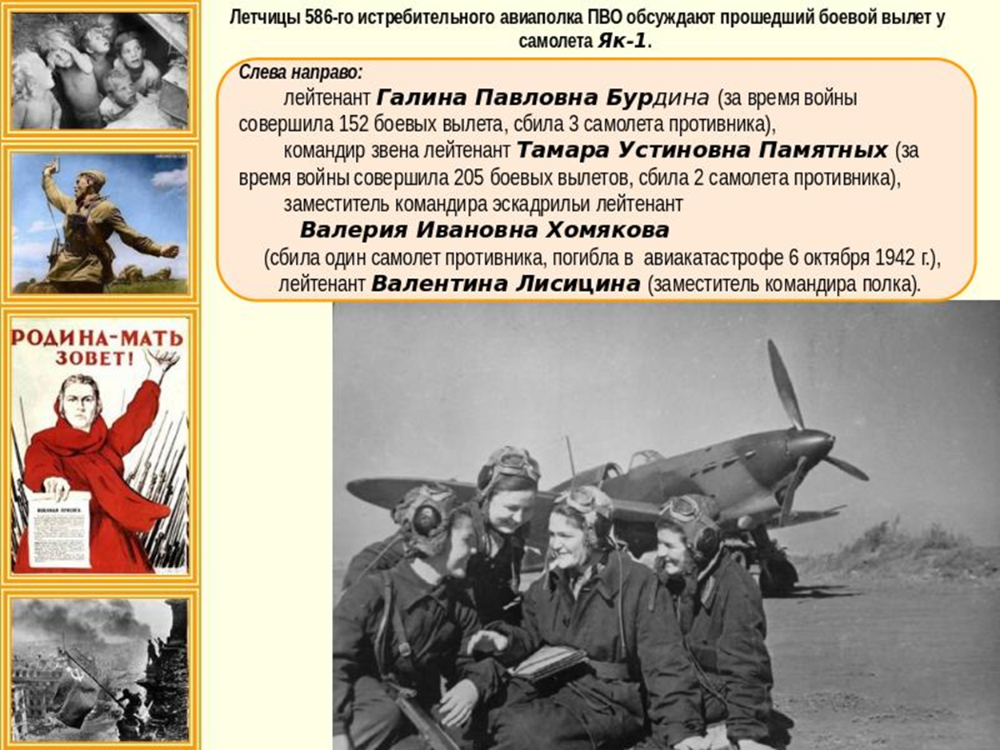 Летчицы 586-го истребительного авиаполка ПВО обсуждают прошедший боевой вылет у
самолета Як-1.
Слева направо:
лейтенант Галина Павловна Бурдина (за время войны
совершила 152 боевых вылета, сбила 3 самолета противника),
командир звена лейтенант Тамара Устиновна Памятных (за
время войны совершила 205 боевых вылетов, сбила 2 самолета противника),
заместитель командира эскадрильи лейтенант
Валерия Ивановна Хомякова
(сбила один самолет противника, погибла в авиакатастрофе 6 октября 1942 г.),
лейтенант Валентина Лисицина (заместитель командира полка).
РОДИНА-МАТЬ
ЗОВЕТ!
ВОЕННАЯ ПРИСЯГА